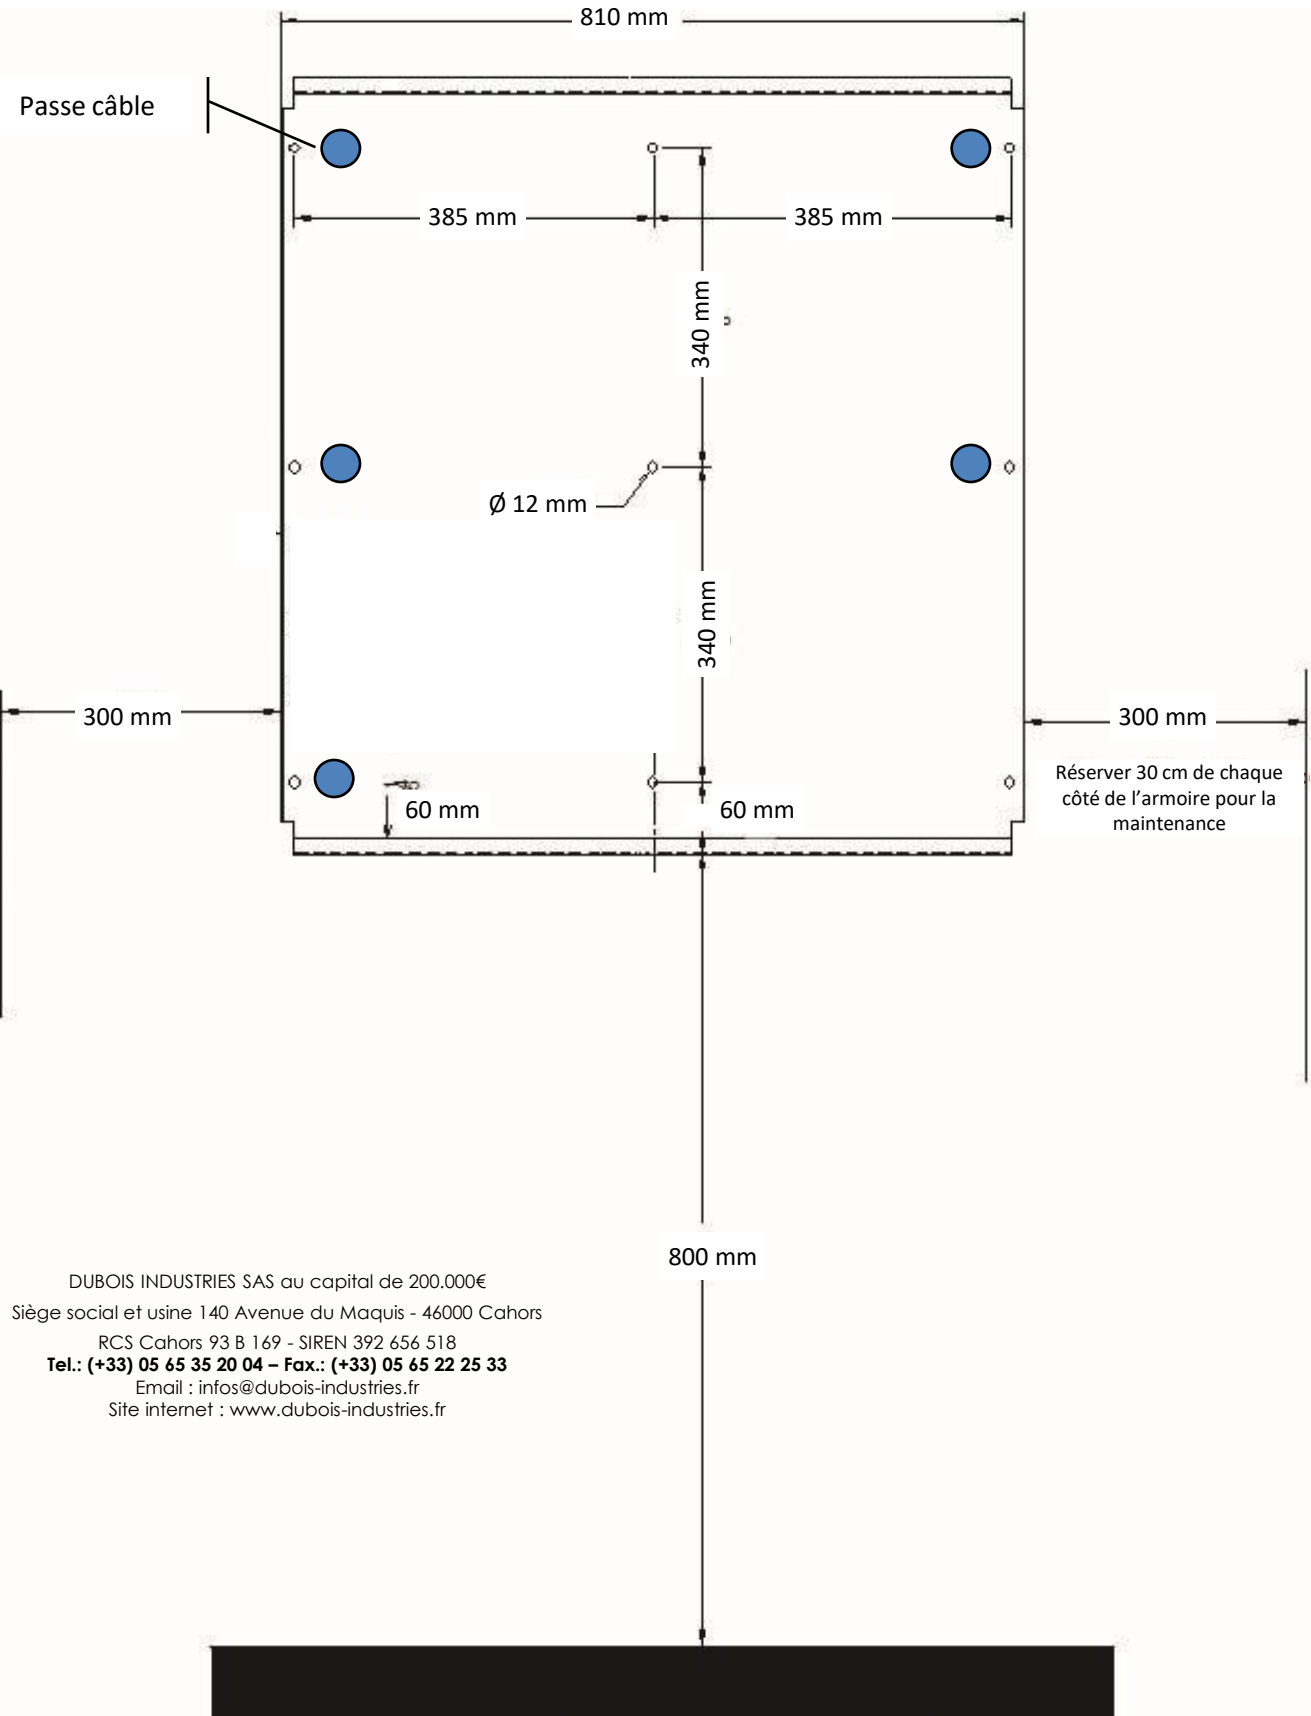 810 mm
Passe câble
385 mm
385 mm
340 mm
Ø 12 mm
340 mm
300 mm
300 mm
Réserver 30 cm de chaque
côté de l’armoire pour la
maintenance
60 mm
60 mm
800 mm
DUBOIS INDUSTRIES SAS au capital de 200.000€
Siège social et usine 140 Avenue du Maquis - 46000 Cahors
RCS Cahors 93 B 169 - SIREN 392 656 518
Tel.: (+33) 05 65 35 20 04 – Fax.: (+33) 05 65 22 25 33
Email : infos@dubois-industries.fr
Site internet : www.dubois-industries.fr